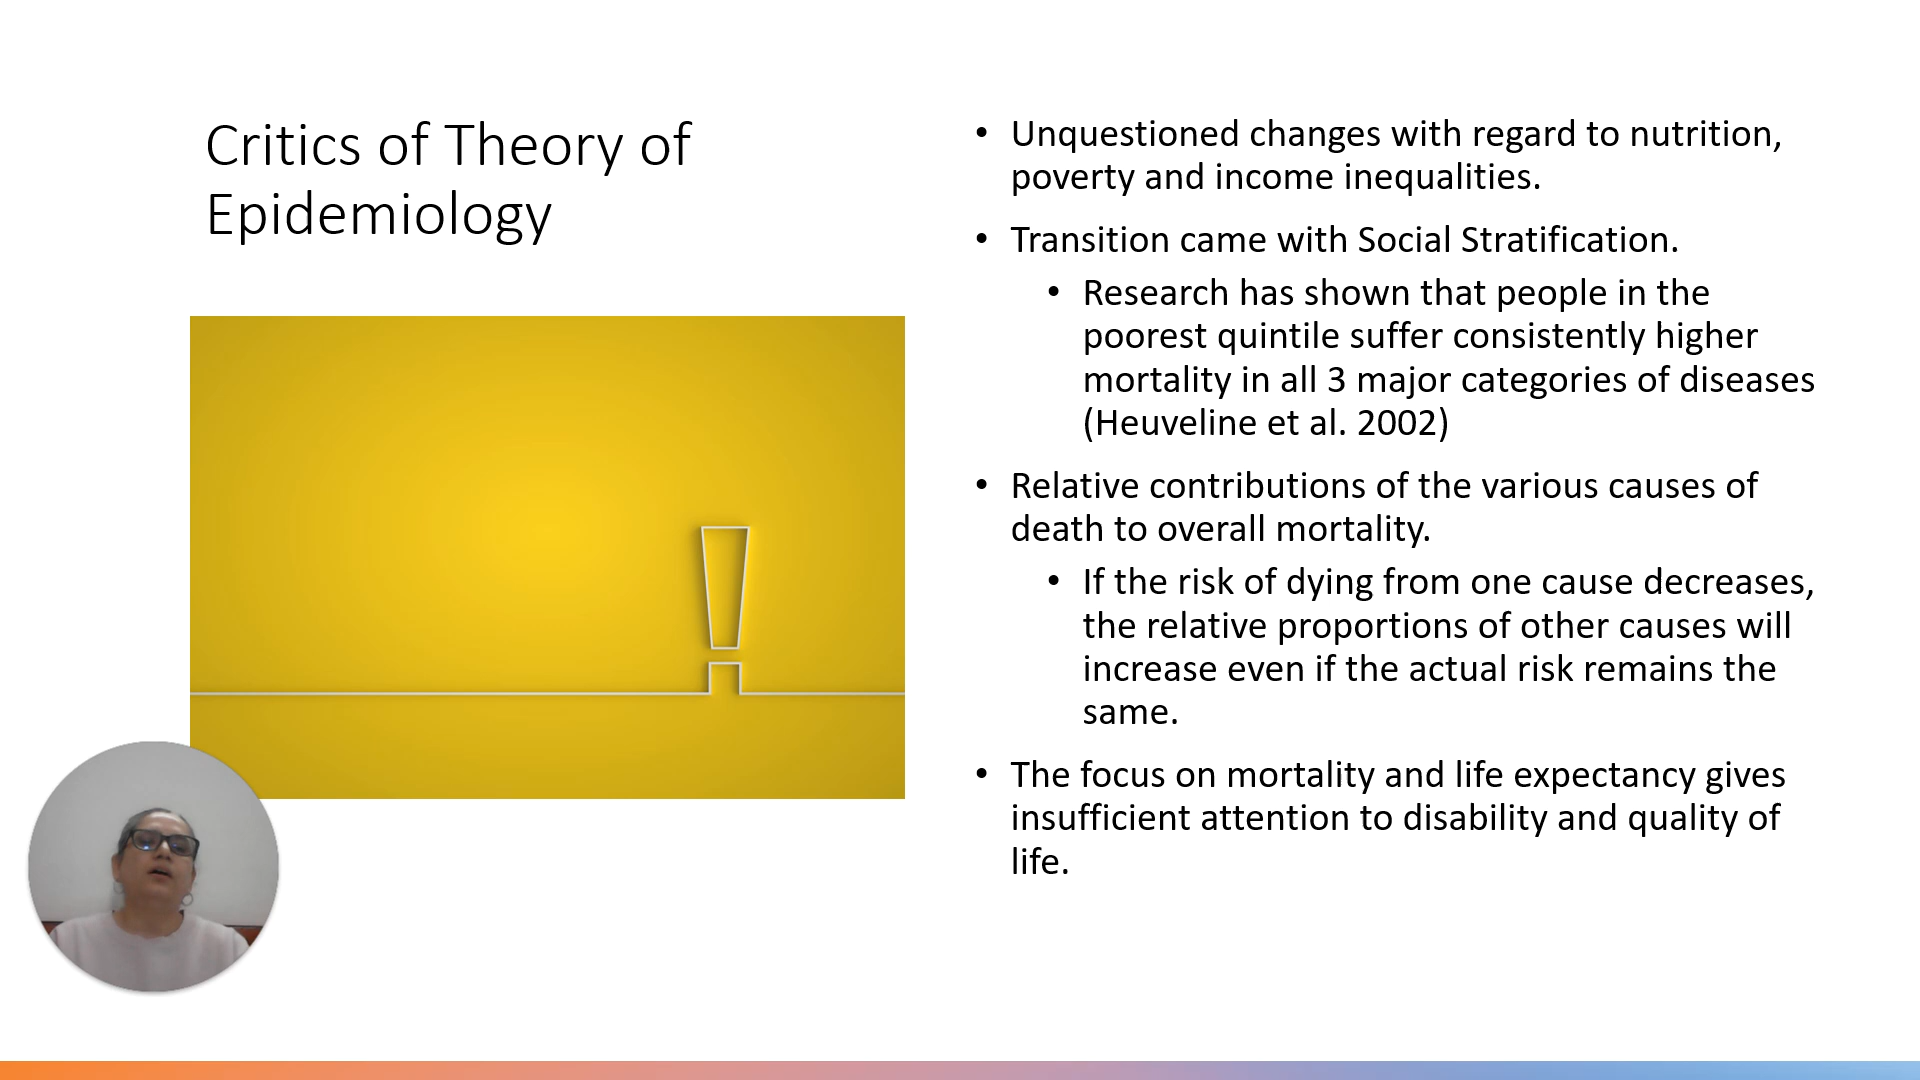 Critics of Theory of
Epidemiology
• Unquestioned changes with regard to nutrition,
poverty and income inequalities.
• Transition came with Social Stratification.
• Research has shown that people in the
poorest quintile suffer consistently higher
mortality in all 3 major categories of diseases
(Heuveline et al. 2002)
• Relative contributions of the various causes of
death to overall mortality.
• If the risk of dying from one cause decreases,
the relative proportions of other causes will
increase even if the actual risk remains the
same.
• The focus on mortality and life expectancy gives
insufficient attention to disability and quality of
life.